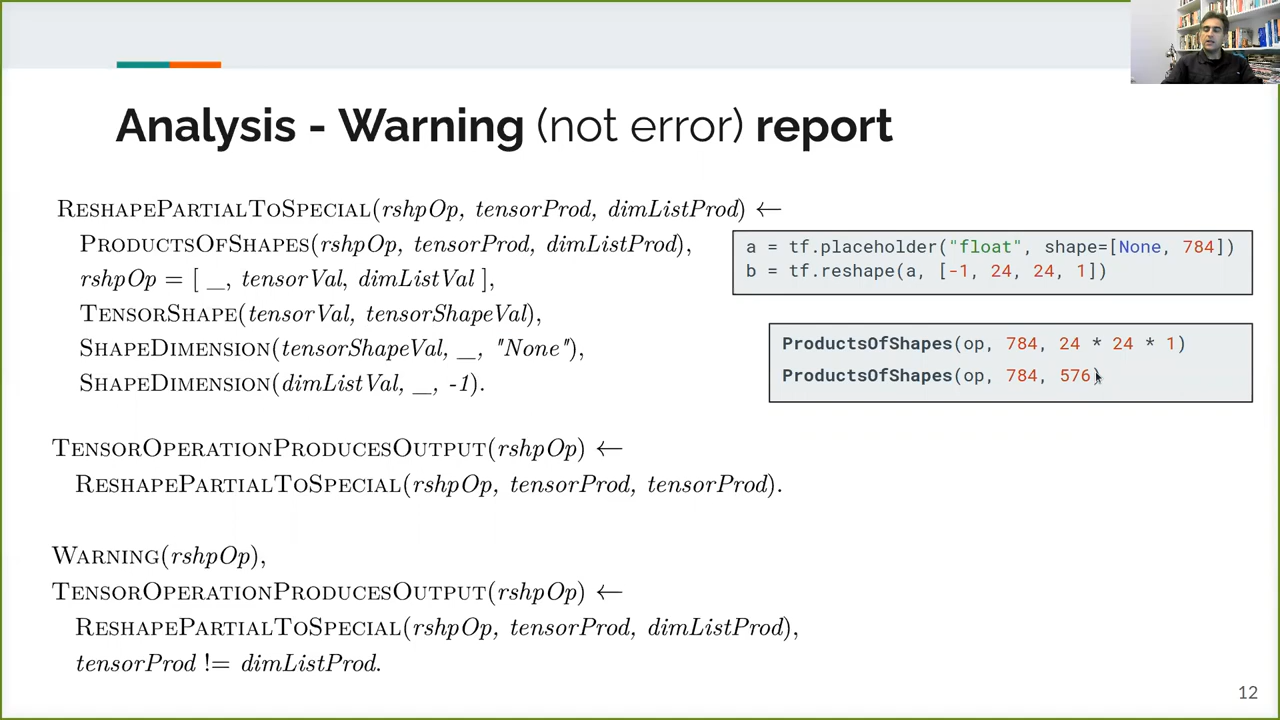 Analysis - Warning (not error) report
ReshapePartialToSpecial(rshpOp, tensorProd, dimListProd) ←
ProductsOfShapes(rshpOp, tensorProd, dimListProd),
rshpOp = [ _, tensorVal, dimListVal ],
TensorShape(tensorVal, tensorShapeVal),
ShapeDimension(tensorShapeVal, _, "None"),
ShapeDimension(dimListVal, _, -1).
a = tf.placeholder("float", shape=[None, 784])
b = tf.reshape(a, [-1, 24, 24, 1])
ProductsOfShapes(op, 784, 24 * 24 * 1)
ProductsOfShapes(op, 784, 576)
TensorOperationProducesOutput(rshpOp) ←
ReshapePartialToSpecial(rshpOp, tensorProd, tensorProd).
Warning(rshpOp),
TensorOperationProducesOutput(rshpOp) ←
ReshapePartialToSpecial(rshpOp, tensorProd, dimListProd),
tensorProd != dimListProd.
12